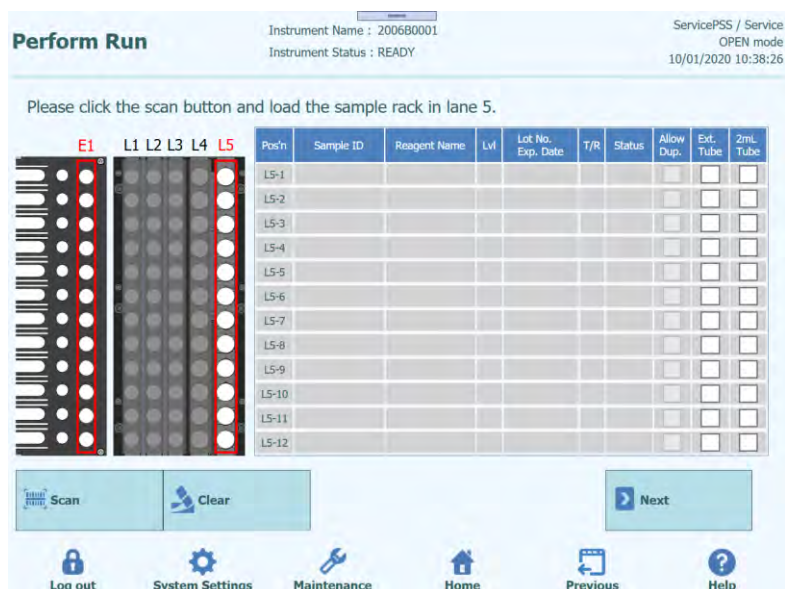 Perform Run
Instrument Name : 2006B0001
Instrument Status : READY
ServicePSS / Service
OPEN mode
10/01/2020 10:38:26
Please click the scan button and load the sample rack in lane 5.
E1 L1 L2 L3 L4 L5
Pos'n Sample ID Reagent Name Lvl Lot No. Exp. Date T/R Status Allow Dup. Ext. Tube 2mL Tube
L5-1
L5-2
L5-3
L5-4
L5-5
L5-6
L5-7
L5-8
L5-9
L5-10
L5-11
L5-12
Scan Clear Next
Log out System Settings Maintenance Home Previous Help